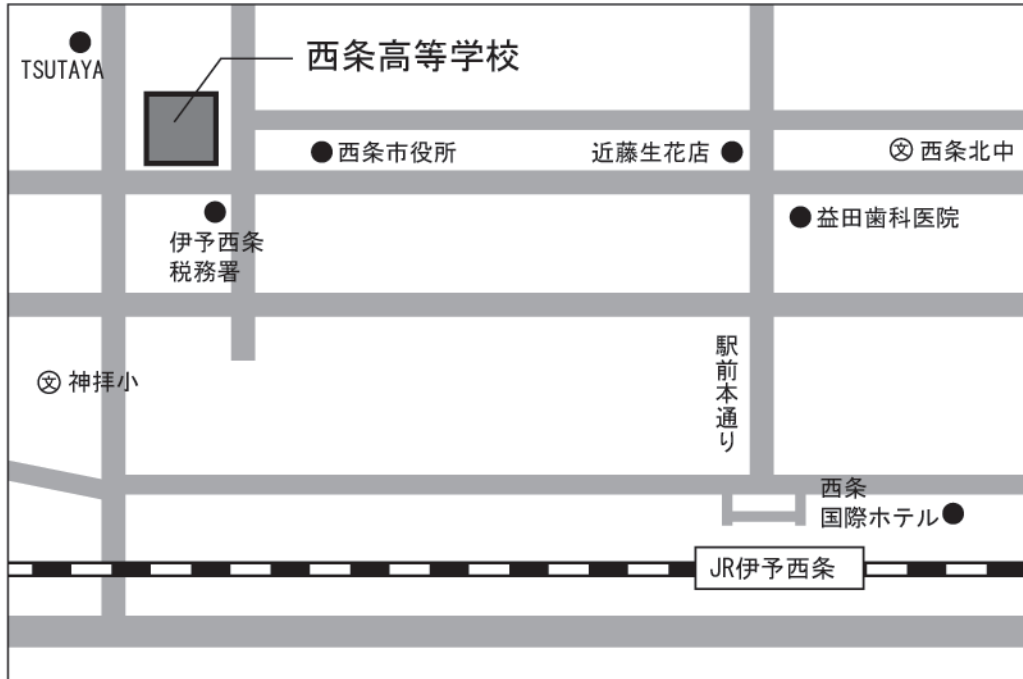 TSUTAYA
西条高等学校
西条市役所
近藤生花店
文 西条北中
伊予西条
税務署
益田歯科医院
文 神拝小
駅前本通り
西条
国際ホテル
JR伊予西条